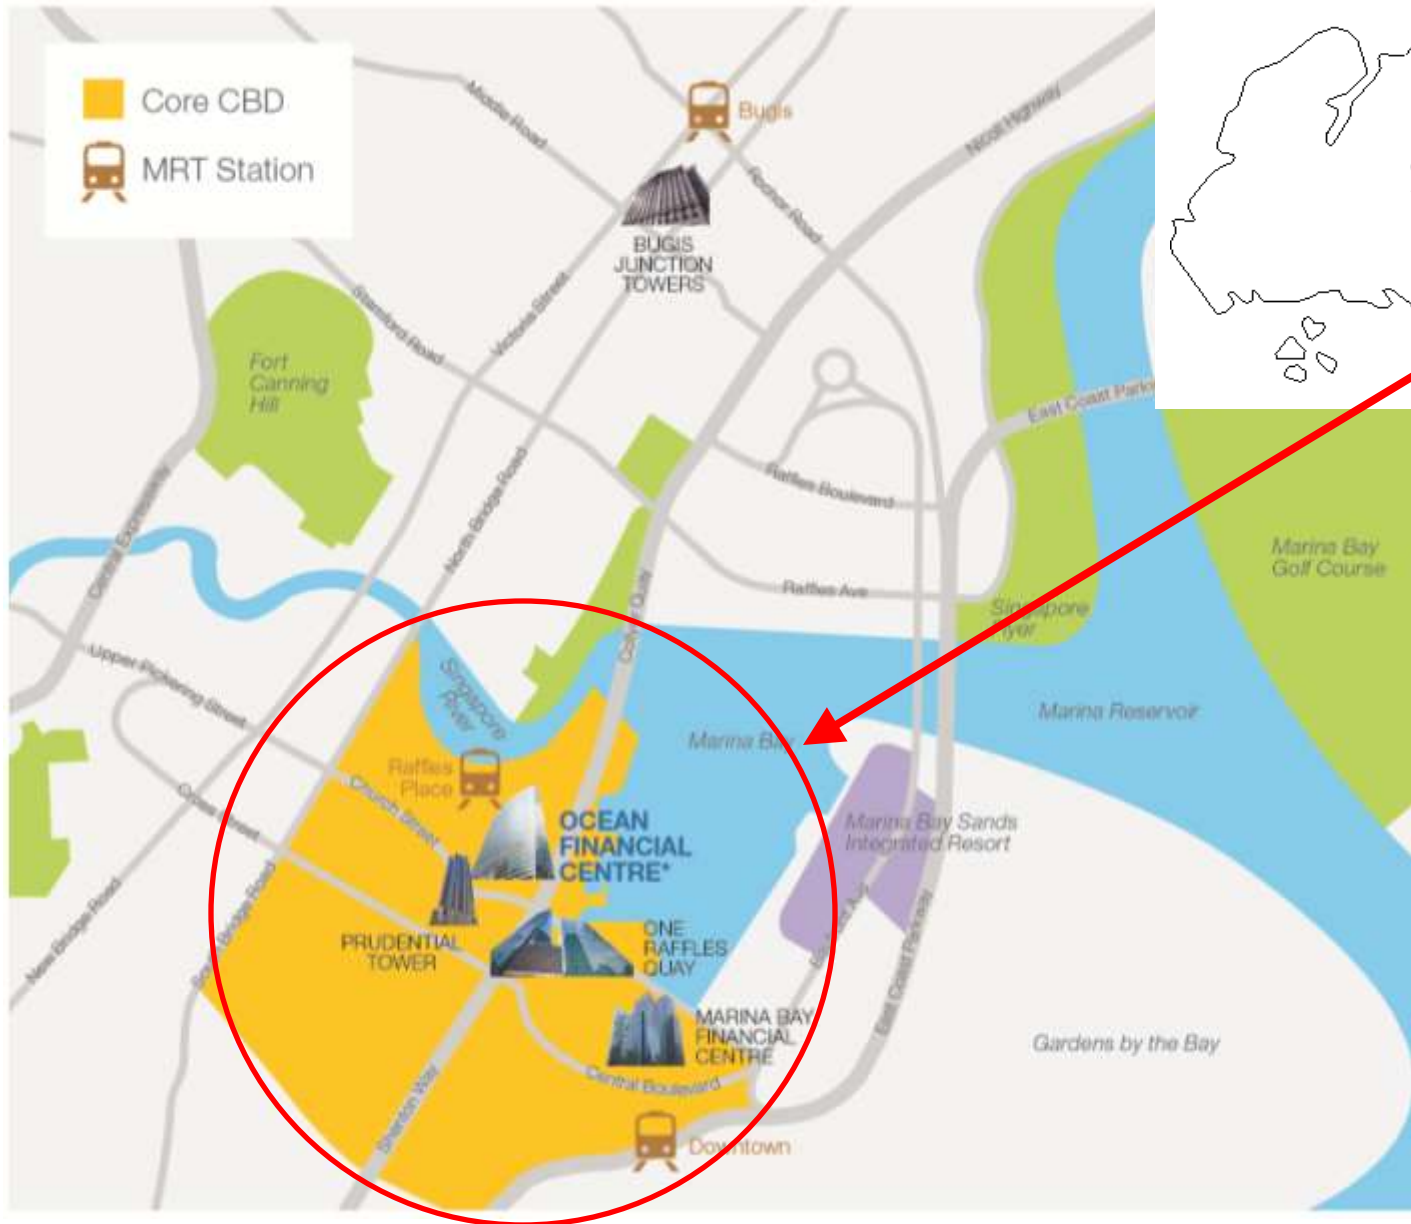 Core CBD
MRT Station
Middle Road
Bugis
Nicoll Highway
Rochor Road
BUGIS
JUNCTION
TOWERS
Stamford Road
Victoria Street
Fort
Canning
Hill
East Coast
Raffles Boulevard
Central Expressway
North Bridge Road
Marina Bay
Golf Course
Raffles Ave
Singapore
Flyer
Quay
Upper Pickering Street
Singapore
River
Marina Reservoir
Marina Bay
Raffles
Place
Church Street
Cross Street
OCEAN
FINANCIAL
CENTRE*
Marina Bay Sands
Integrated Resort
New Bridge Road
Bridge Road
PRUDENTIAL
TOWER
ONE
RAFFLES
QUAY
East Coast Parkway
MARINA BAY
FINANCIAL
CENTRE
Gardens by the Bay
Central Boulevard
Shenton Way
Downtown